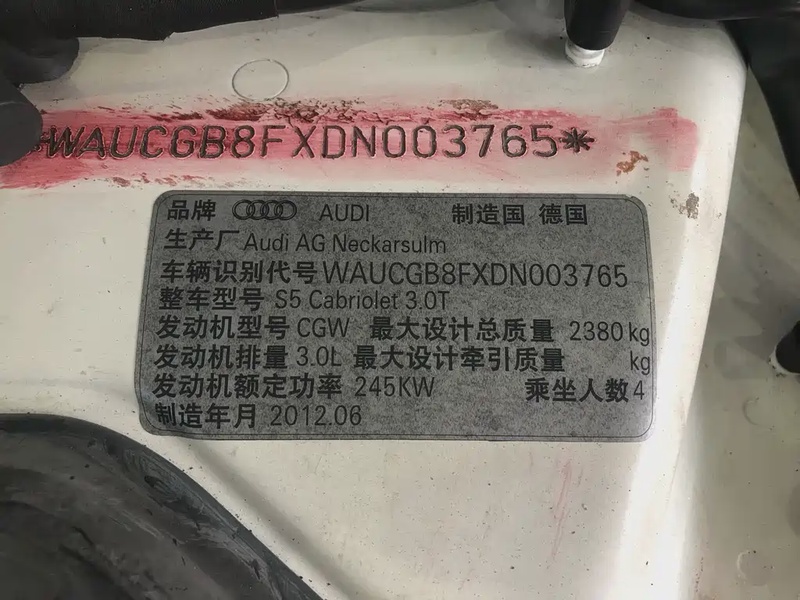 *WAUCGB8FXDN003765*
品牌 AUDI 制造国 德国
生产厂 Audi AG Neckarsulm
车辆识别代号 WAUCGB8FXDN003765
整车型号 S5 Cabriolet 3.0T
发动机型号 CGW 最大设计总质量 2380 kg
发动机排量 3.0L 最大设计牵引质量 kg
发动机额定功率 245KW 乘坐人数 4
制造年月 2012.06